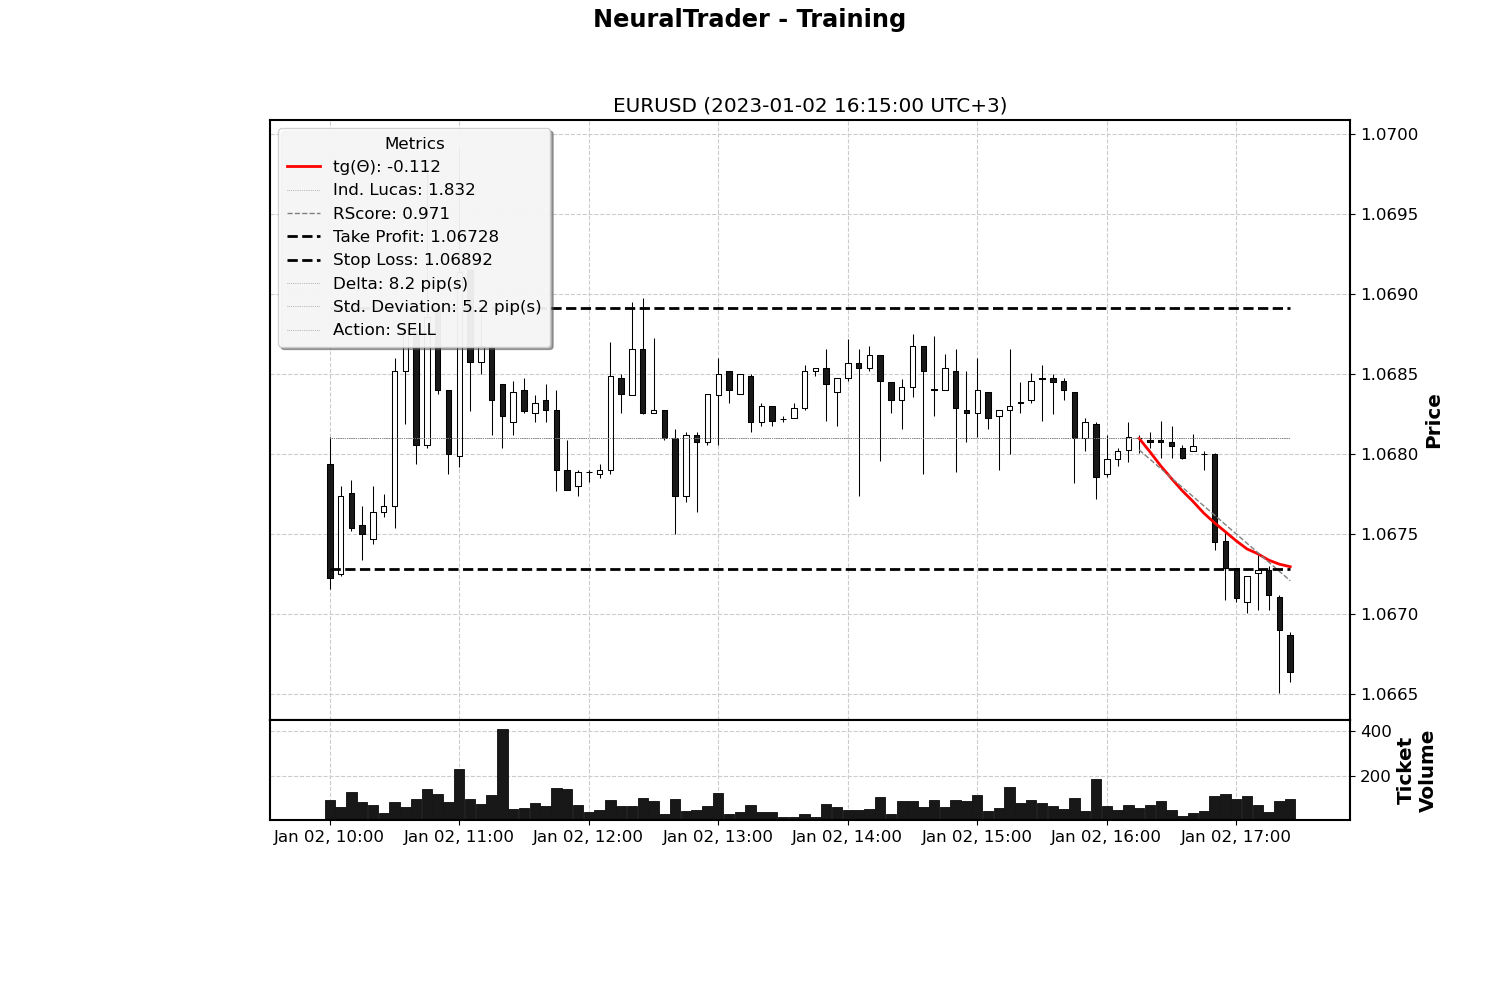 NeuralTrader - Training
EURUSD (2023-01-02 16:15:00 UTC+3)
Metrics
tg(Θ): -0.112
Ind. Lucas: 1.832
RScore: 0.971
Take Profit: 1.06728
Stop Loss: 1.06892
Delta: 8.2 pip(s)
Std. Deviation: 5.2 pip(s)
Action: SELL
1.0700
1.0695
1.0690
1.0685
1.0680
1.0675
1.0670
1.0665
Price
400
200
Ticket
Volume
Jan 02, 10:00
Jan 02, 11:00
Jan 02, 12:00
Jan 02, 13:00
Jan 02, 14:00
Jan 02, 15:00
Jan 02, 16:00
Jan 02, 17:00